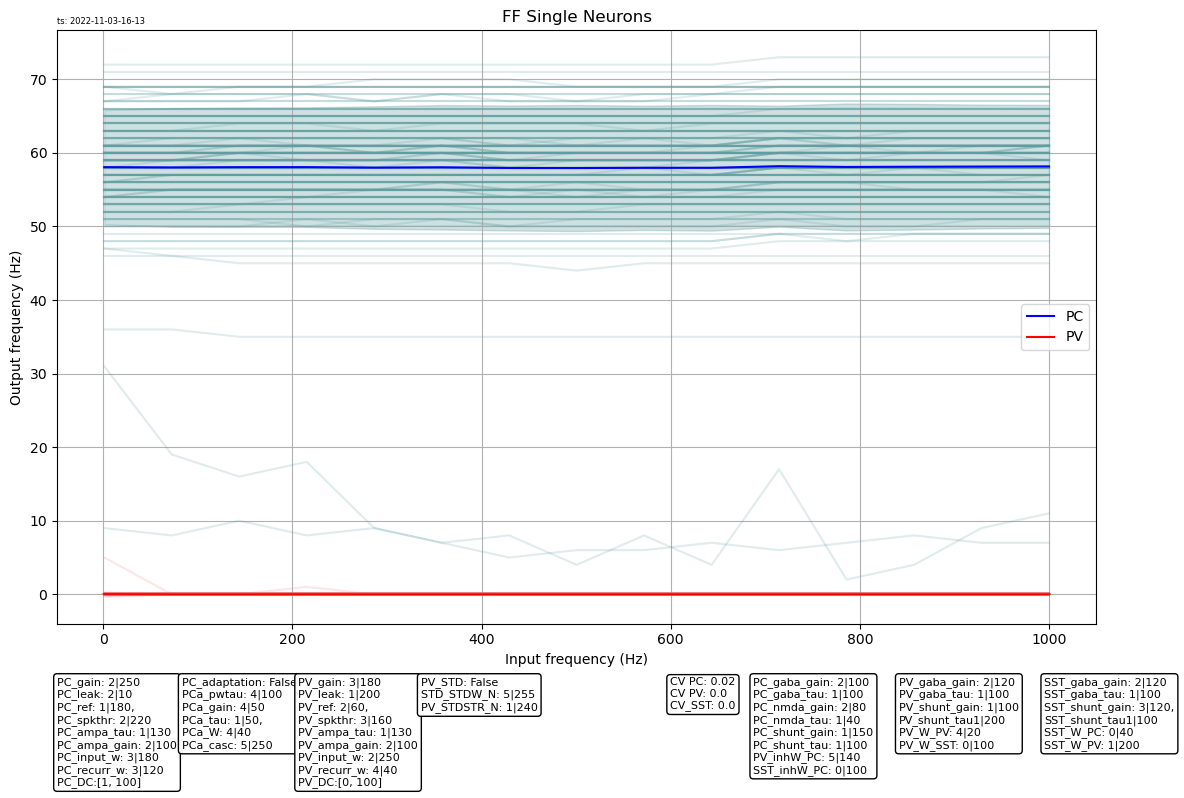 ts: 2022-11-03-16-13
FF Single Neurons
Output frequency (Hz)
70
60
50
40
30
20
10
0
PC
PV
0 200 400 600 800 1000
Input frequency (Hz)
PC_gain: 2|250
PC_leak: 2|10
PC_ref: 1|180,
PC_spkthr: 2|220
PC_ampa_tau: 1|130
PC_ampa_gain: 2|100
PC_input_w: 3|180
PC_recurr_w: 3|120
PC_DC:[1, 100]
PC_adaptation: False
PCa_pwtau: 4|100
PCa_gain: 4|50
PCa_tau: 1|50,
PCa_W: 4|40
PCa_casc: 5|250
PV_gain: 3|180
PV_leak: 1|200
PV_ref: 2|60,
PV_spkthr: 3|160
PV_ampa_tau: 1|130
PV_ampa_gain: 2|100
PV_input_w: 2|250
PV_recurr_w: 4|40
PV_DC:[0, 100]
PV_STD: False
STD_STDW_N: 5|255
PV_STDSTR_N: 1|240
CV PC: 0.02
CV PV: 0.0
CV_SST: 0.0
PC_gaba_gain: 2|100
PC_gaba_tau: 1|100
PC_nmda_gain: 2|80
PC_nmda_tau: 1|40
PC_shunt_gain: 1|150
PC_shunt_tau: 1|100
PV_inhW_PC: 5|140
SST_inhW_PC: 0|100
PV_gaba_gain: 2|120
PV_gaba_tau: 1|100
PV_shunt_gain: 1|100
PV_shunt_tau1|200
PV_W_PV: 4|20
PV_W_SST: 0|100
SST_gaba_gain: 2|120
SST_gaba_tau: 1|100
SST_shunt_gain: 3|120,
SST_shunt_tau1|100
SST_W_PC: 0|40
SST_W_PV: 1|200